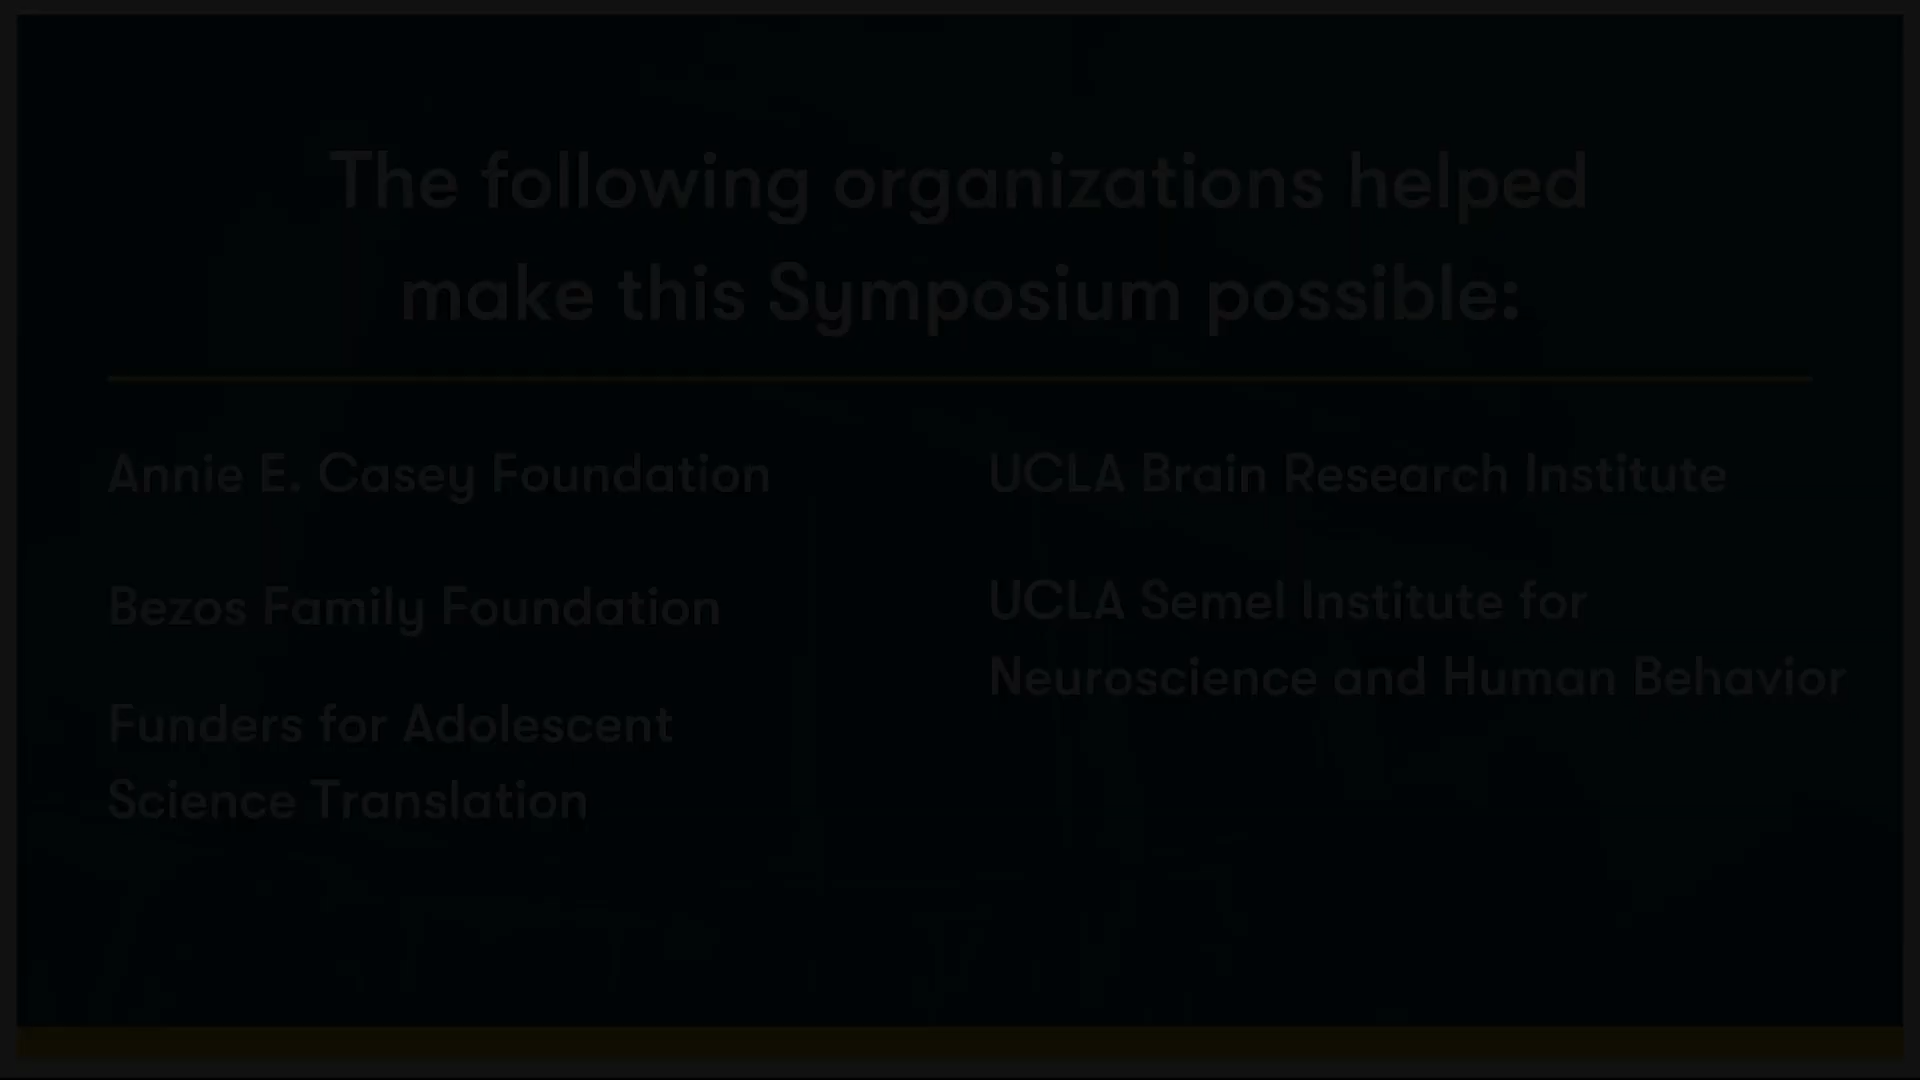 The following organizations helped
make this Symposium possible:
Annie E. Casey Foundation
Bezos Family Foundation
Funders for Adolescent
Science Translation
UCLA Brain Research Institute
UCLA Semel Institute for
Neuroscience and Human Behavior